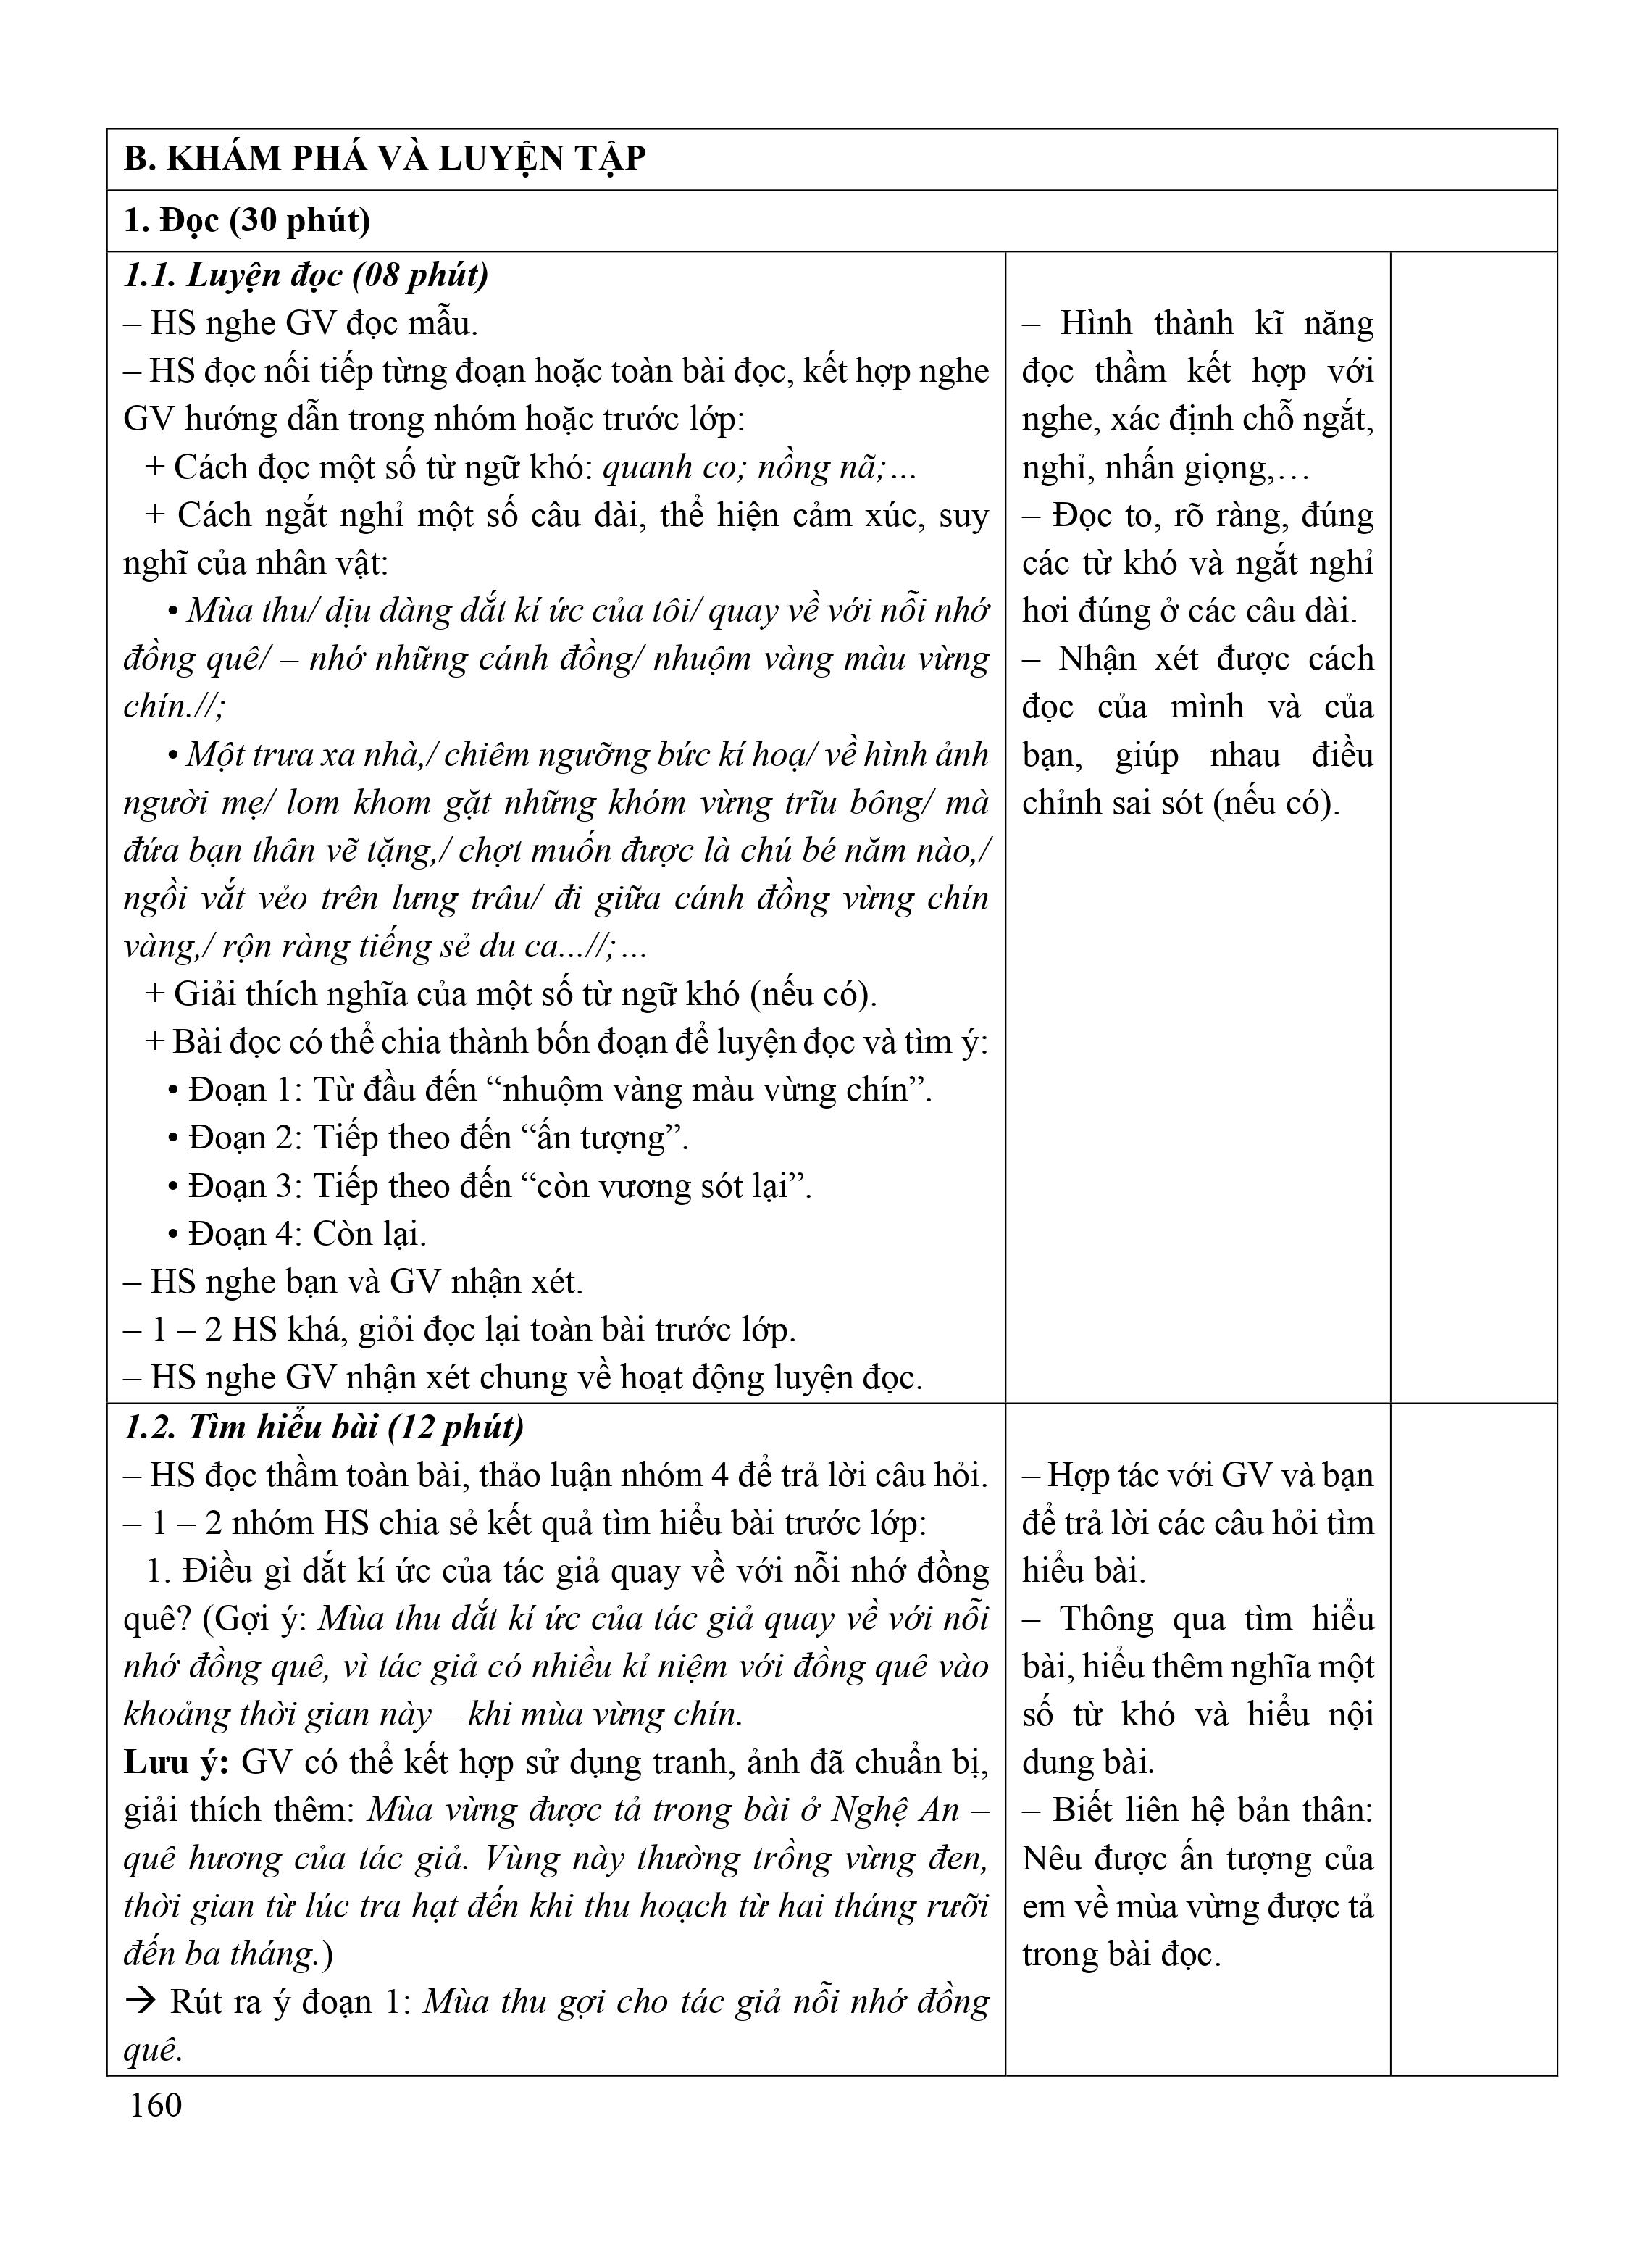 B. KHÁM PHÁ VÀ LUYỆN TẬP
1. Đọc (30 phút)
1.1. Luyện đọc (08 phút)
– HS nghe GV đọc mẫu.
– HS đọc nối tiếp từng đoạn hoặc toàn bài đọc, kết hợp nghe
GV hướng dẫn trong nhóm hoặc trước lớp:
+ Cách đọc một số từ ngữ khó: quanh co; nồng nã;…
+ Cách ngắt nghỉ một số câu dài, thể hiện cảm xúc, suy
nghĩ của nhân vật:
• Mùa thu/ dịu dàng dắt kí ức của tôi/ quay về với nỗi nhớ
đồng quê/ – nhớ những cánh đồng/ nhuộm vàng màu vừng
chín.//;
• Một trưa xa nhà,/ chiêm ngưỡng bức kí hoạ/ về hình ảnh
người mẹ/ lom khom gặt những khóm vừng trĩu bông/ mà
đứa bạn thân vẽ tặng,/ chợt muốn được là chú bé năm nào,/
ngồi vắt vẻo trên lưng trâu/ đi giữa cánh đồng vừng chín
vàng,/ rộn ràng tiếng sẻ du ca...//;…
+ Giải thích nghĩa của một số từ ngữ khó (nếu có).
+ Bài đọc có thể chia thành bốn đoạn để luyện đọc và tìm ý:
• Đoạn 1: Từ đầu đến “nhuộm vàng màu vừng chín”.
• Đoạn 2: Tiếp theo đến “ấn tượng”.
• Đoạn 3: Tiếp theo đến “còn vương sót lại”.
• Đoạn 4: Còn lại.
– HS nghe bạn và GV nhận xét.
– 1 – 2 HS khá, giỏi đọc lại toàn bài trước lớp.
– HS nghe GV nhận xét chung về hoạt động luyện đọc.
– Hình thành kĩ năng
đọc thầm kết hợp với
nghe, xác định chỗ ngắt,
nghỉ, nhấn giọng,…
– Đọc to, rõ ràng, đúng
các từ khó và ngắt nghỉ
hơi đúng ở các câu dài.
– Nhận xét được cách
đọc của mình và của
bạn, giúp nhau điều
chỉnh sai sót (nếu có).
1.2. Tìm hiểu bài (12 phút)
– HS đọc thầm toàn bài, thảo luận nhóm 4 để trả lời câu hỏi.
– 1 – 2 nhóm HS chia sẻ kết quả tìm hiểu bài trước lớp:
1. Điều gì dắt kí ức của tác giả quay về với nỗi nhớ đồng
quê? (Gợi ý: Mùa thu dắt kí ức của tác giả quay về với nỗi
nhớ đồng quê, vì tác giả có nhiều kỉ niệm với đồng quê vào
khoảng thời gian này – khi mùa vừng chín.
Lưu ý: GV có thể kết hợp sử dụng tranh, ảnh đã chuẩn bị,
giải thích thêm: Mùa vừng được tả trong bài ở Nghệ An –
quê hương của tác giả. Vùng này thường trồng vừng đen,
thời gian từ lúc tra hạt đến khi thu hoạch từ hai tháng rưỡi
đến ba tháng.)
→ Rút ra ý đoạn 1: Mùa thu gợi cho tác giả nỗi nhớ đồng
quê.
– Hợp tác với GV và bạn
để trả lời các câu hỏi tìm
hiểu bài.
– Thông qua tìm hiểu
bài, hiểu thêm nghĩa một
số từ khó và hiểu nội
dung bài.
– Biết liên hệ bản thân:
Nêu được ấn tượng của
em về mùa vừng được tả
trong bài đọc.
160